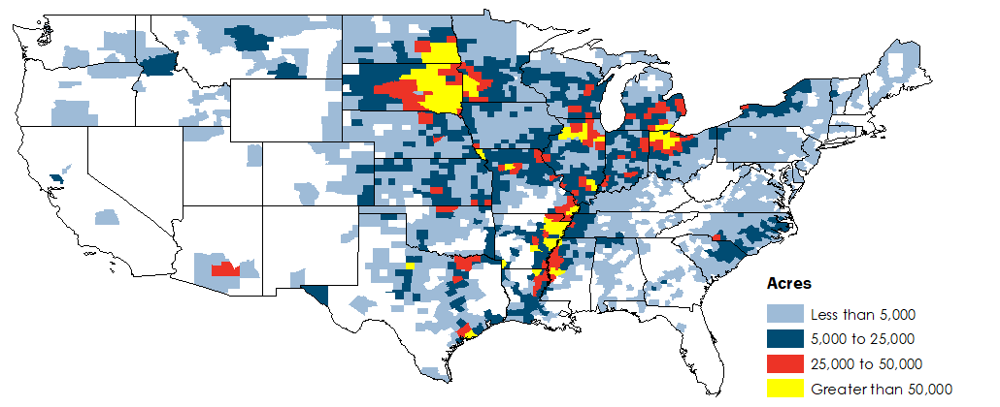 Acres
Less than 5,000
5,000 to 25,000
25,000 to 50,000
Greater than 50,000